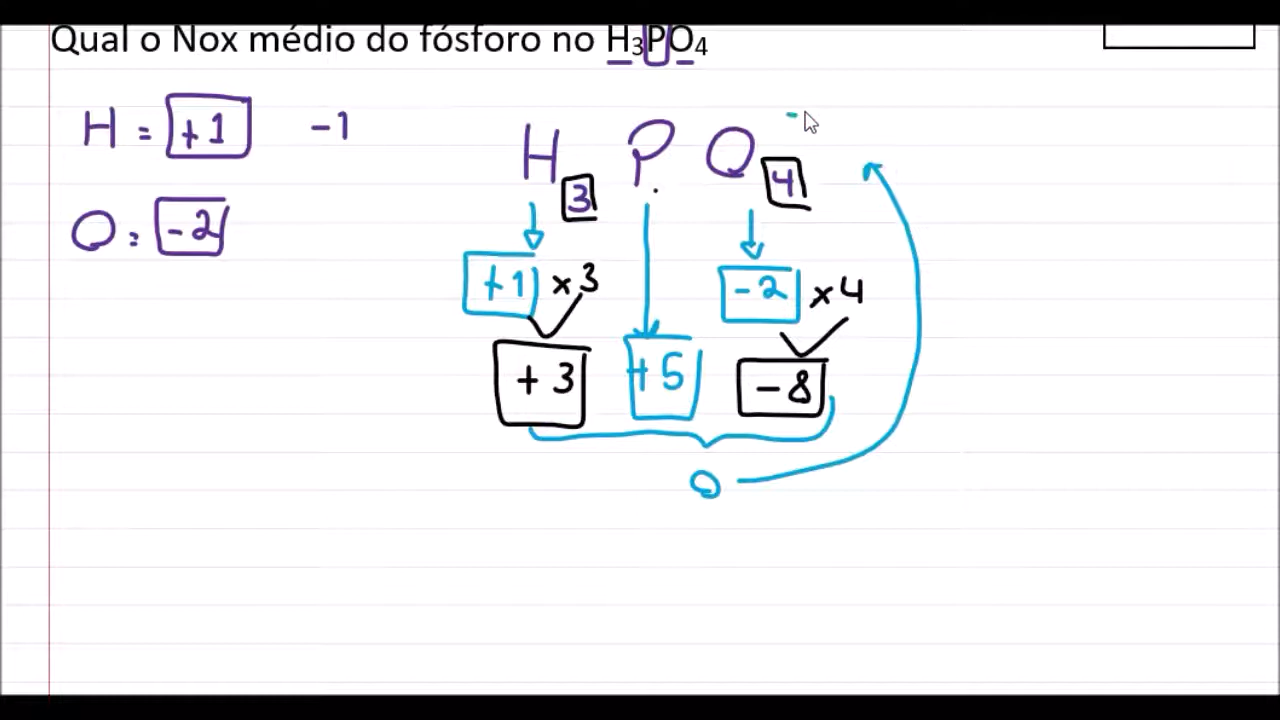 Qual o Nox médio do fósforo no H₃PO₄
H = +1 -1
H₃ P O₄
O = -2
+1 x3 -2 x4
+3 +5 -8
0